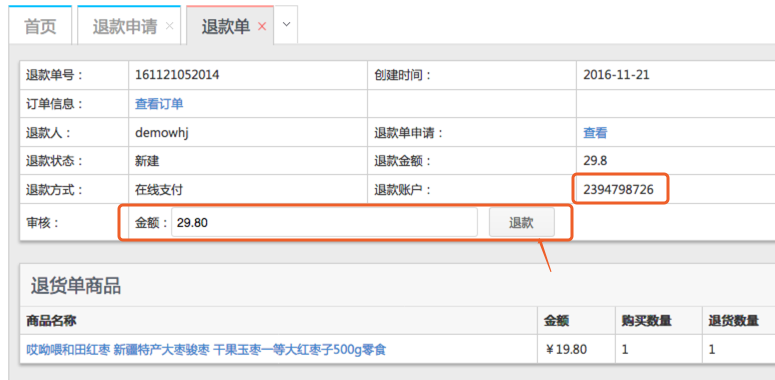 首页 退款申请 × 退款单 ×
退款单号： 161121052014 创建时间： 2016-11-21
订单信息： 查看订单
退款人： demowhj 退款单申请： 查看
退款状态： 新建 退款金额： 29.8
退款方式： 在线支付 退款账户： 2394798726
审核： 金额：29.80 退款
退货单商品
商品名称 金额 购买数量 退货数量
哎呦喂和田红枣 新疆特产大枣骏枣 干果玉枣一等大红枣子500g零食 ￥19.80 1 1